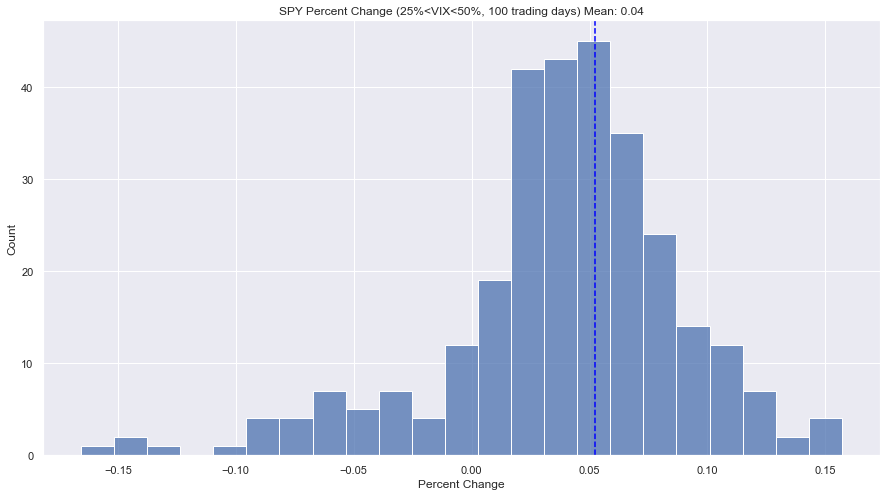 SPY Percent Change (25%<VIX<50%, 100 trading days) Mean: 0.04
40
30
20
10
0
Count
−0.15 −0.10 −0.05 0.00 0.05 0.10 0.15
Percent Change